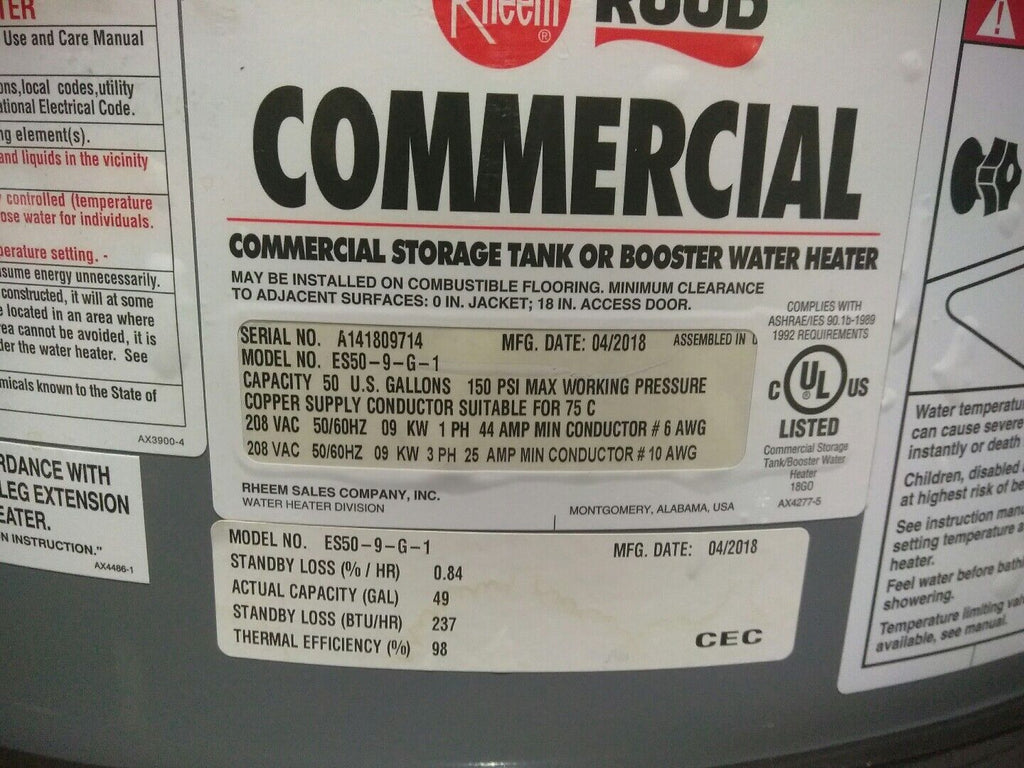 TER
Use and Care Manual
ons,local codes,utility
ational Electrical Code.
ng element(s).
and liquids in the vicinity
controlled (temperature
ose water for individuals.
perature setting. -
sume energy unnecessarily.
constructed, it will at some
e located in an area where
rea cannot be avoided, it is
der the water heater. See
micals known to the State of
AX3900-4
RDANCE WITH
LEG EXTENSION
EATER.
N INSTRUCTION."
AX4486-1
Rheem ® RUUD
COMMERCIAL
COMMERCIAL STORAGE TANK OR BOOSTER WATER HEATER
MAY BE INSTALLED ON COMBUSTIBLE FLOORING. MINIMUM CLEARANCE
TO ADJACENT SURFACES: 0 IN. JACKET; 18 IN. ACCESS DOOR.
COMPLIES WITH
ASHRAE/IES 90.1b-1989
1992 REQUIREMENTS
SERIAL NO. A141809714 MFG. DATE: 04/2018 ASSEMBLED IN
MODEL NO. ES50-9-G-1
CAPACITY 50 U.S. GALLONS 150 PSI MAX WORKING PRESSURE
COPPER SUPPLY CONDUCTOR SUITABLE FOR 75 C
208 VAC 50/60HZ 09 KW 1 PH 44 AMP MIN CONDUCTOR # 6 AWG
208 VAC 50/60HZ 09 KW 3 PH 25 AMP MIN CONDUCTOR # 10 AWG
C UL ® US
LISTED
Commercial Storage
Tank/Booster Water
Heater
18GO
AX4277-5
RHEEM SALES COMPANY, INC.
WATER HEATER DIVISION
MONTGOMERY, ALABAMA, USA
MODEL NO. ES50-9-G-1 MFG. DATE: 04/2018
STANDBY LOSS (% / HR) 0.84
ACTUAL CAPACITY (GAL) 49
STANDBY LOSS (BTU/HR) 237
THERMAL EFFICIENCY (%) 98
CEC
Water temperatu
can cause severe
instantly or death
Children, disabled
at highest risk of be
See instruction manu
setting temperature a
heater.
Feel water before bathi
showering.
Temperature limiting valv
available, see manual.